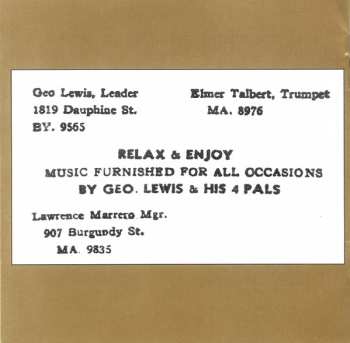 Geo Lewis, Leader
Elmer Talbert, Trumpet
1819 Dauphine St.
MA. 8976
BY. 9565
RELAX & ENJOY
MUSIC FURNISHED FOR ALL OCCASIONS
BY GEO. LEWIS & HIS 4 PALS
Lawrence Marrero Mgr.
907 Burgundy St.
MA. 9835